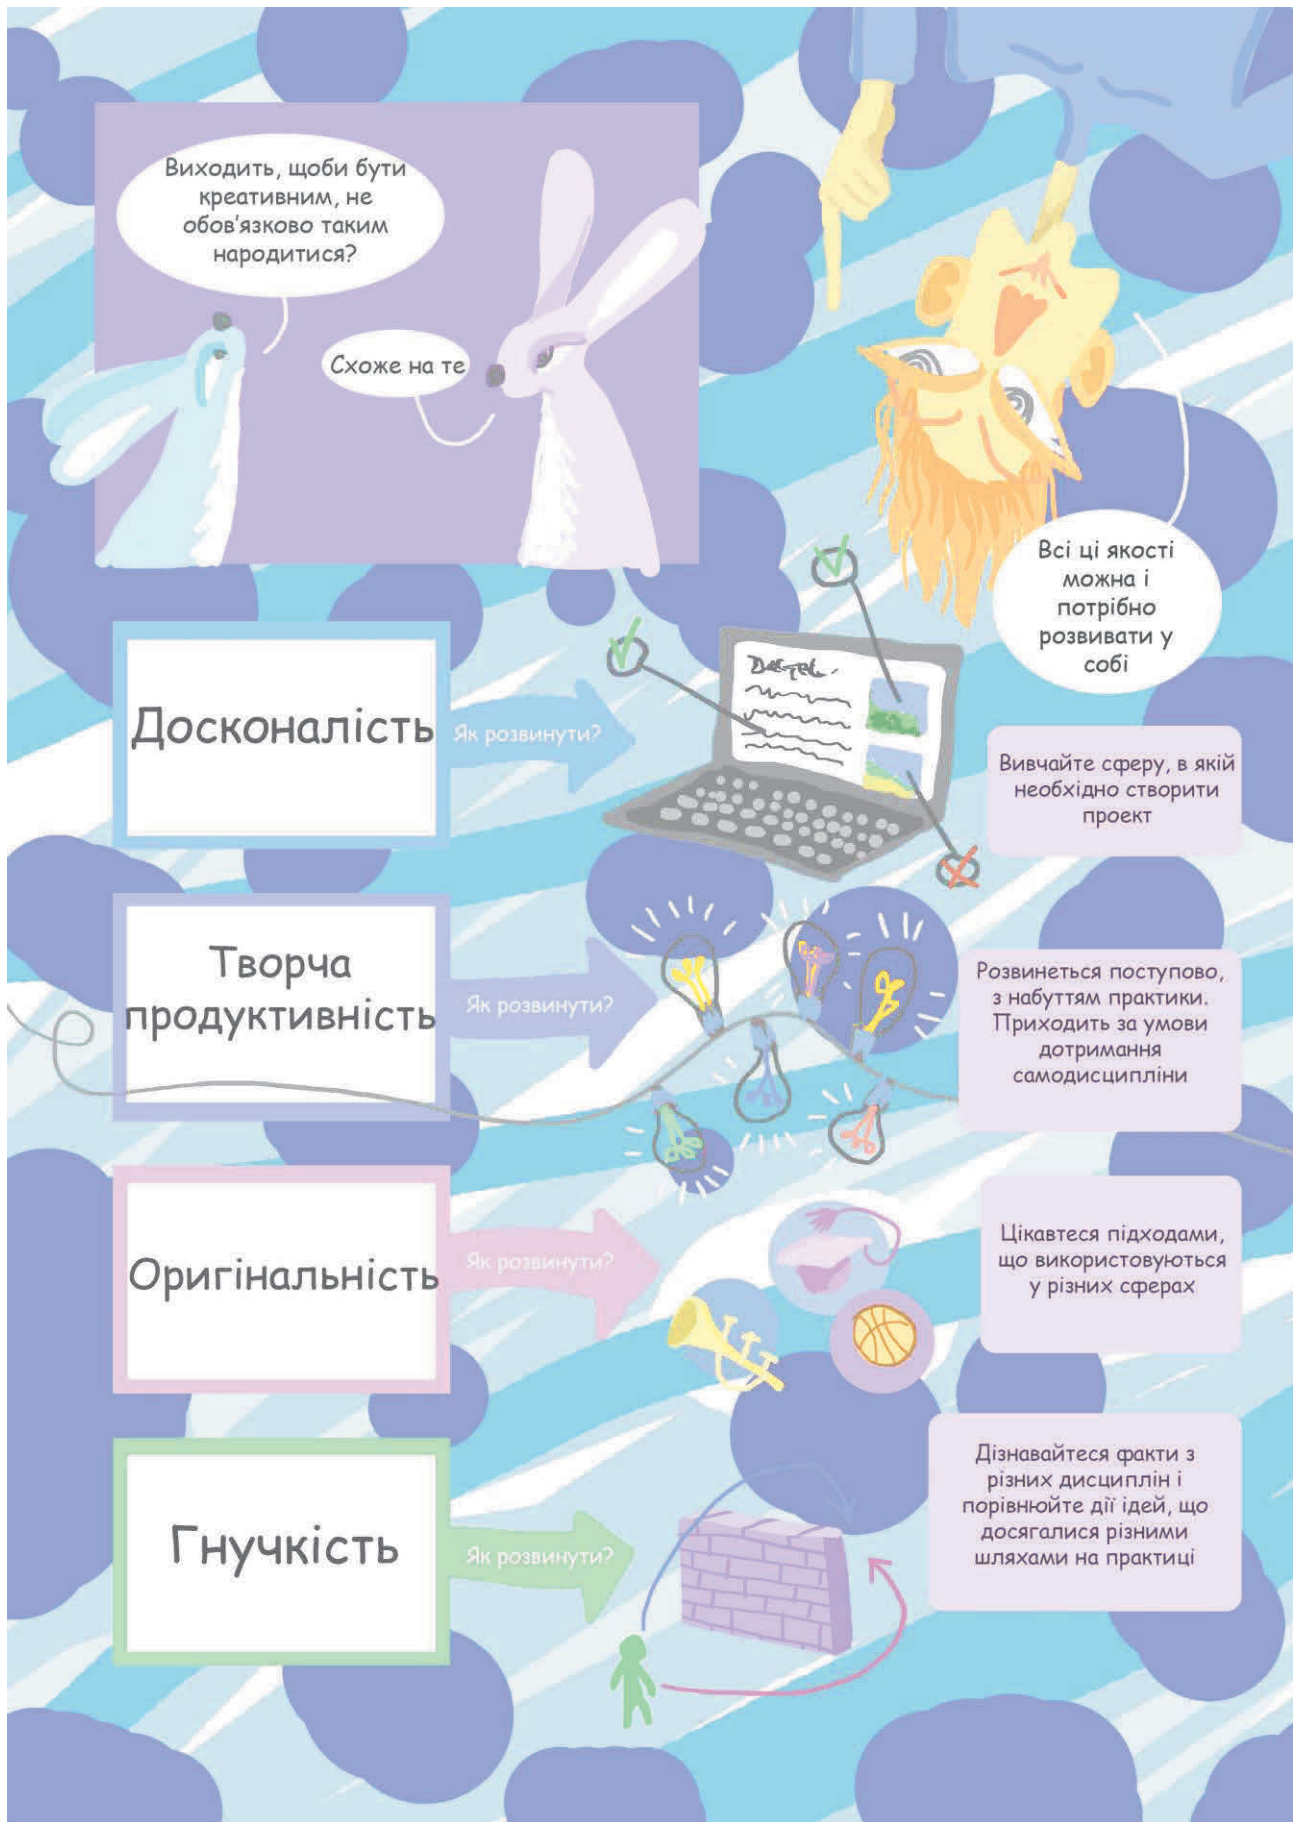 Виходить, щоби бути
креативним, не
обов'язково таким
народитися?
Схоже на те
Всі ці якості
можна і
потрібно
розвивати у
собі
Досконалість
Як розвинути?
Вивчайте сферу, в якій
необхідно створити
проект
Творча
продуктивність
Як розвинути?
Розвинеться поступово,
з набуттям практики.
Приходить за умови
дотримання
самодисципліни
Оригінальність
Як розвинути?
Цікавтеся підходами,
що використовуються
у різних сферах
Гнучкість
Як розвинути?
Дізнавайтеся факти з
різних дисциплін і
порівнюйте дії ідей, що
досягалися різними
шляхами на практиці